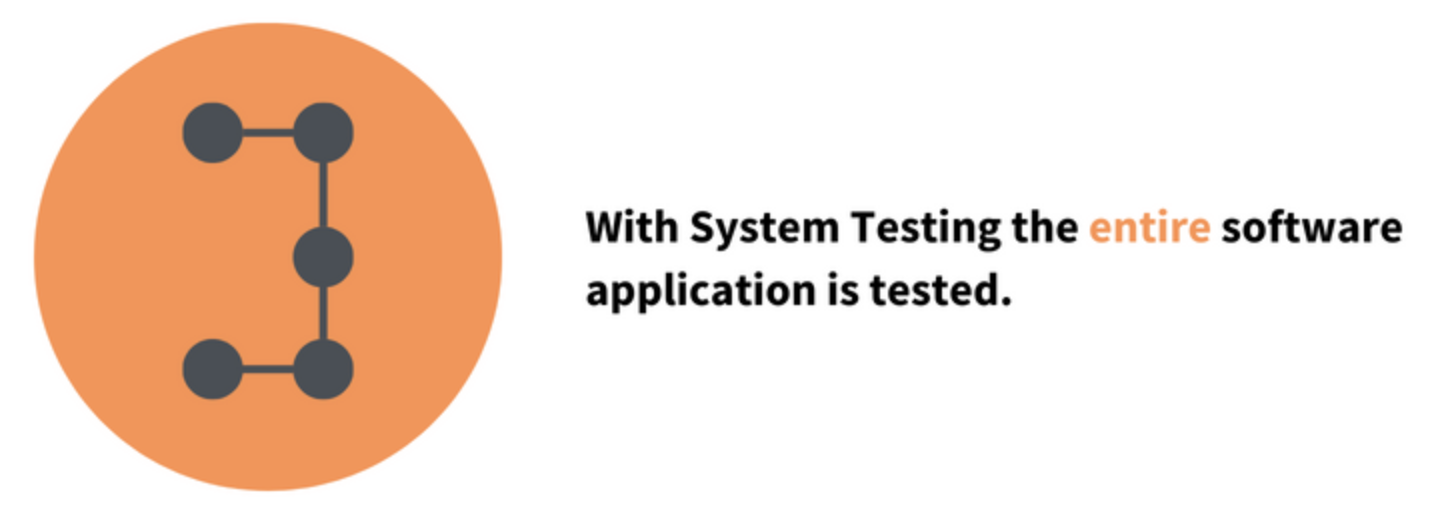 With System Testing the entire software
application is tested.